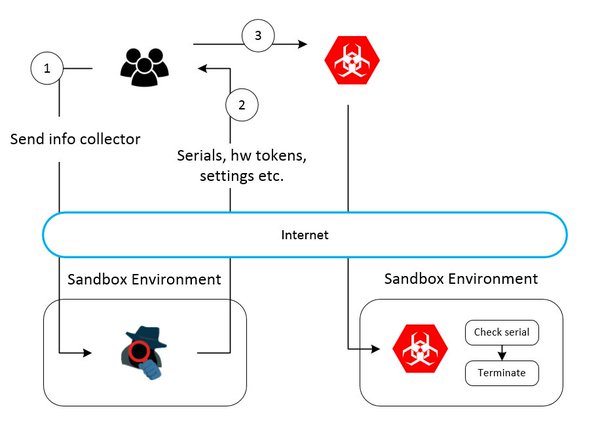 1
3
2
Send info collector
Serials, hw tokens,
settings etc.
Internet
Sandbox Environment
Sandbox Environment
Check serial
Terminate